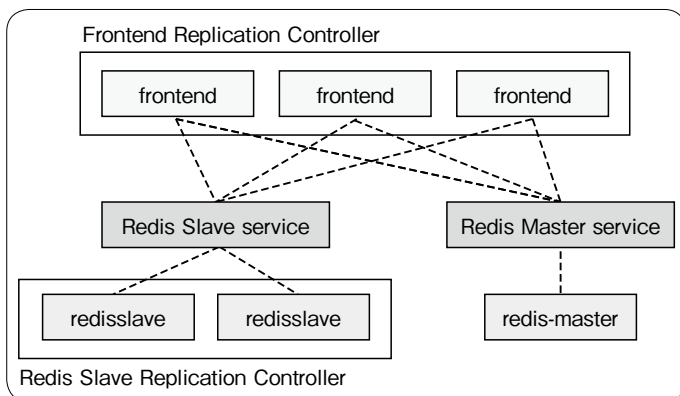 Frontend Replication Controller
frontend
frontend
frontend
Redis Slave service
Redis Master service
redisslave
redisslave
redis-master
Redis Slave Replication Controller